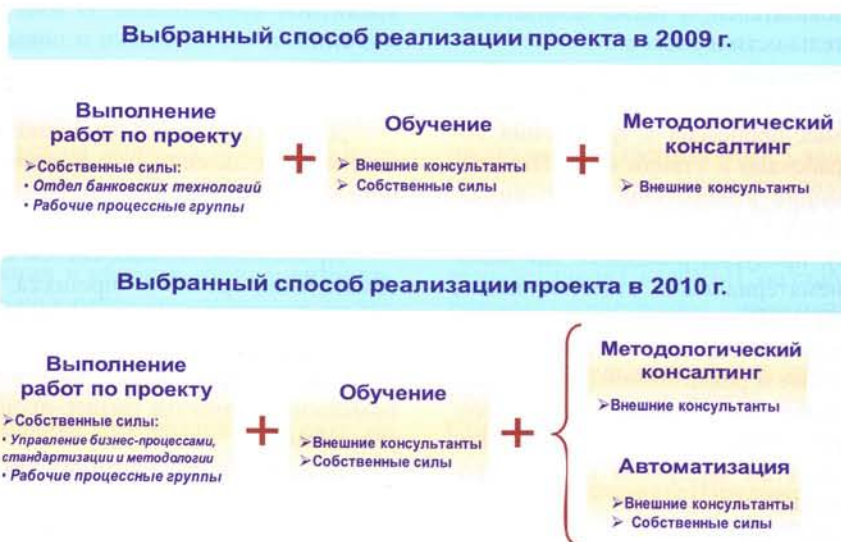 Выбранный способ реализации проекта в 2009 г.
Выполнение
работ по проекту
➢Собственные силы:
• Отдел банковских технологий
• Рабочие процессные группы
+
Обучение
➢ Внешние консультанты
➢ Собственные силы
+
Методологический
консалтинг
➢ Внешние консультанты
Выбранный способ реализации проекта в 2010 г.
Выполнение
работ по проекту
➢Собственные силы:
• Управление бизнес-процессами,
стандартизации и методологии
• Рабочие процессные группы
+
Обучение
➢Внешние консультанты
➢Собственные силы
+
Методологический
консалтинг
➢Внешние консультанты
Автоматизация
➢Внешние консультанты
➢ Собственные силы